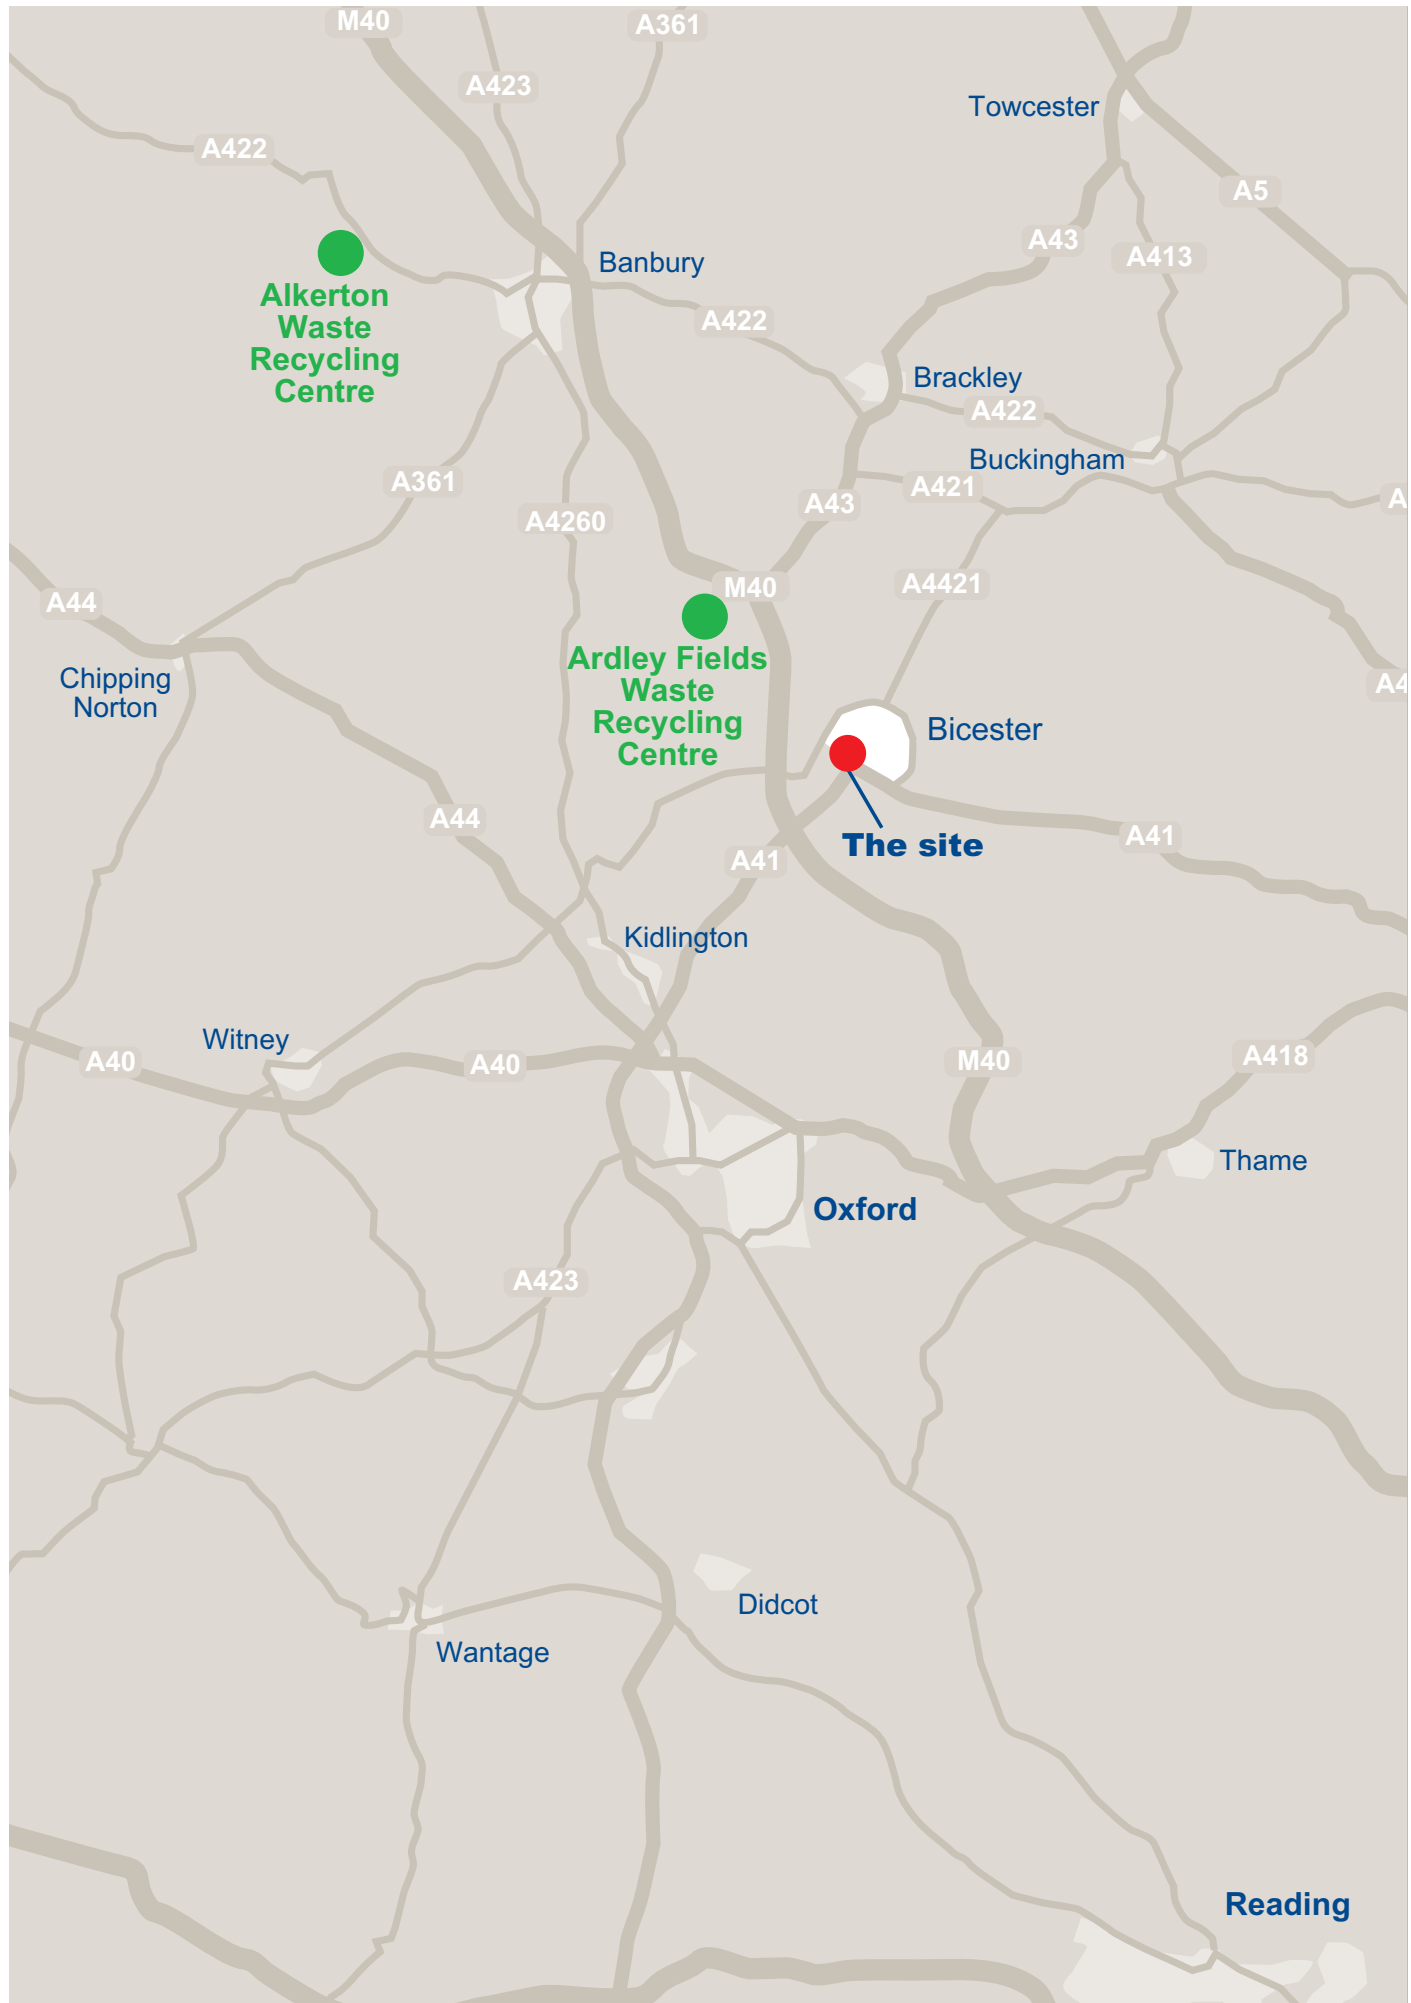 M40
A361
A423
Towcester
A422
A5
A43
A413
Banbury
Alkerton
Waste
Recycling
Centre
A422
Brackley
A422
Buckingham
A361
A421
A43
A4260
A
M40
A4421
A44
Ardley Fields
Waste
Recycling
Centre
Chipping
Norton
A4
Bicester
A44
The site
A41
A41
Kidlington
Witney
A40
A40
M40
A418
Thame
Oxford
A423
Didcot
Wantage
Reading